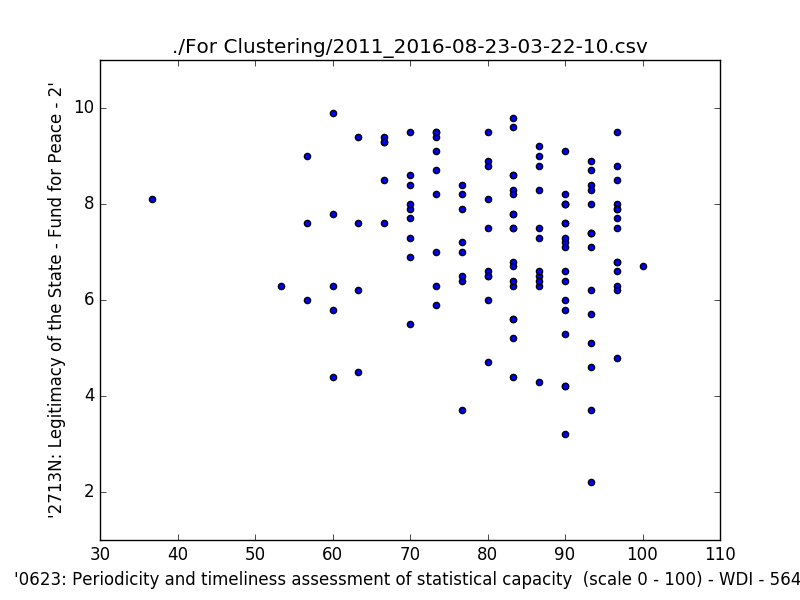 ./For Clustering/2011_2016-08-23-03-22-10.csv
'2713N: Legitimacy of the State - Fund for Peace - 2'
10
8
6
4
2
30 40 50 60 70 80 90 100 110
'0623: Periodicity and timeliness assessment of statistical capacity  (scale 0 - 100) - WDI - 564